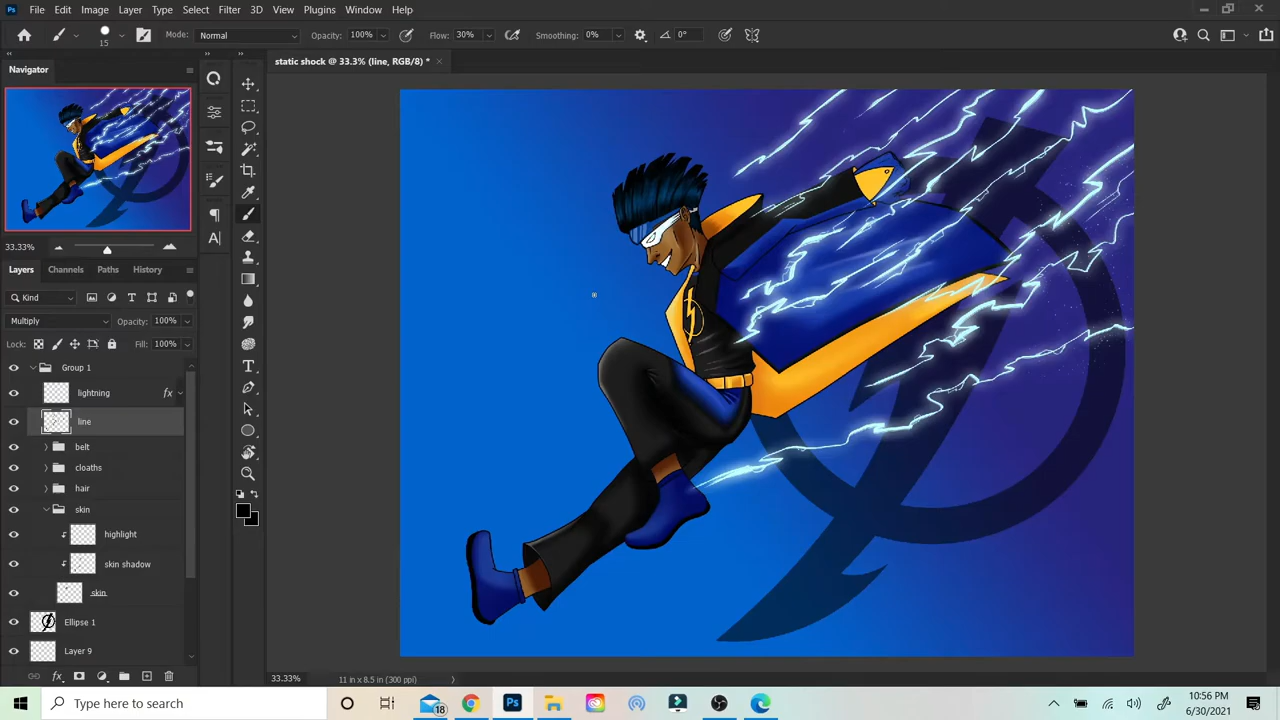 Ps File Edit Image Layer Type Select Filter 3D View Plugins Window Help
15 Mode: Normal Opacity: 100% Flow: 30% Smoothing: 0% 0°
Navigator
static shock @ 33.3% (line, RGB/8) *
33.33%
Layers Channels Paths History
Kind
Multiply Opacity: 100%
Lock: Fill: 100%
Group 1
lightning fx
line
belt
cloaths
hair
skin
highlight
skin shadow
skin
Ellipse 1
Layer 9
fx
33.33% 11 in x 8.5 in (300 ppi)
Type here to search
18
Ps
10:56 PM
6/30/2021